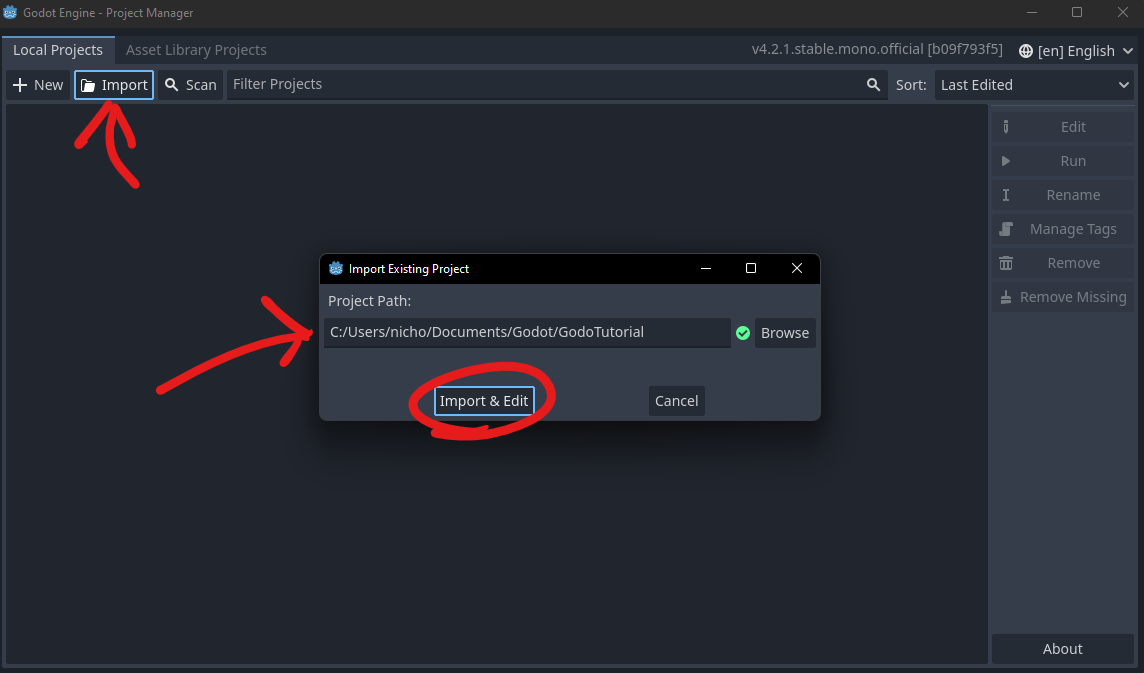 Godot Engine - Project Manager
Local Projects Asset Library Projects v4.2.1.stable.mono.official [b09f793f5] [en] English
New Import Scan Filter Projects Sort: Last Edited
Edit
Run
Rename
Manage Tags
Remove
Remove Missing
Import Existing Project
Project Path:
C:/Users/nicho/Documents/Godot/GodoTutorial Browse
Import & Edit Cancel
About